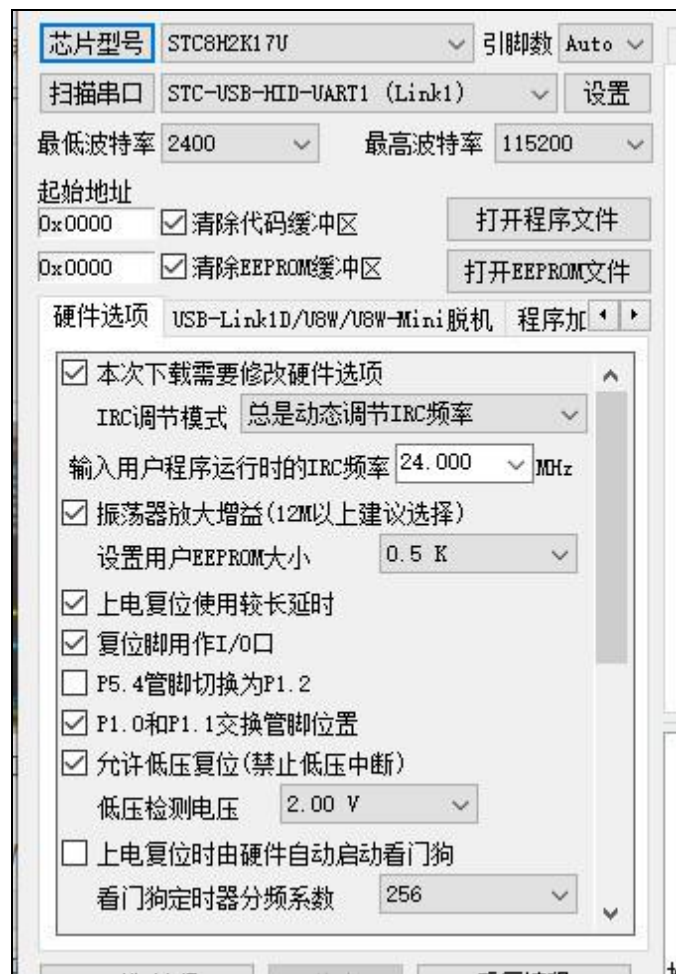 芯片型号 STC8H2K17U 引脚数 Auto
扫描串口 STC-USB-HID-UART1 (Link1) 设置
最低波特率 2400 最高波特率 115200
起始地址
0x0000 清除代码缓冲区 打开程序文件
0x0000 清除EEPROM缓冲区 打开EEPROM文件
硬件选项 USB-Link1D/U8W/U8W-Mini脱机 程序加
本次下载需要修改硬件选项
IRC调节模式 总是动态调节IRC频率
输入用户程序运行时的IRC频率 24.000 MHz
振荡器放大增益(12M以上建议选择)
设置用户EEPROM大小 0.5 K
上电复位使用较长延时
复位脚用作I/O口
P5.4管脚切换为P1.2
P1.0和P1.1交换管脚位置
允许低压复位(禁止低压中断)
低压检测电压 2.00 V
上电复位时由硬件自动启动看门狗
看门狗定时器分频系数 256